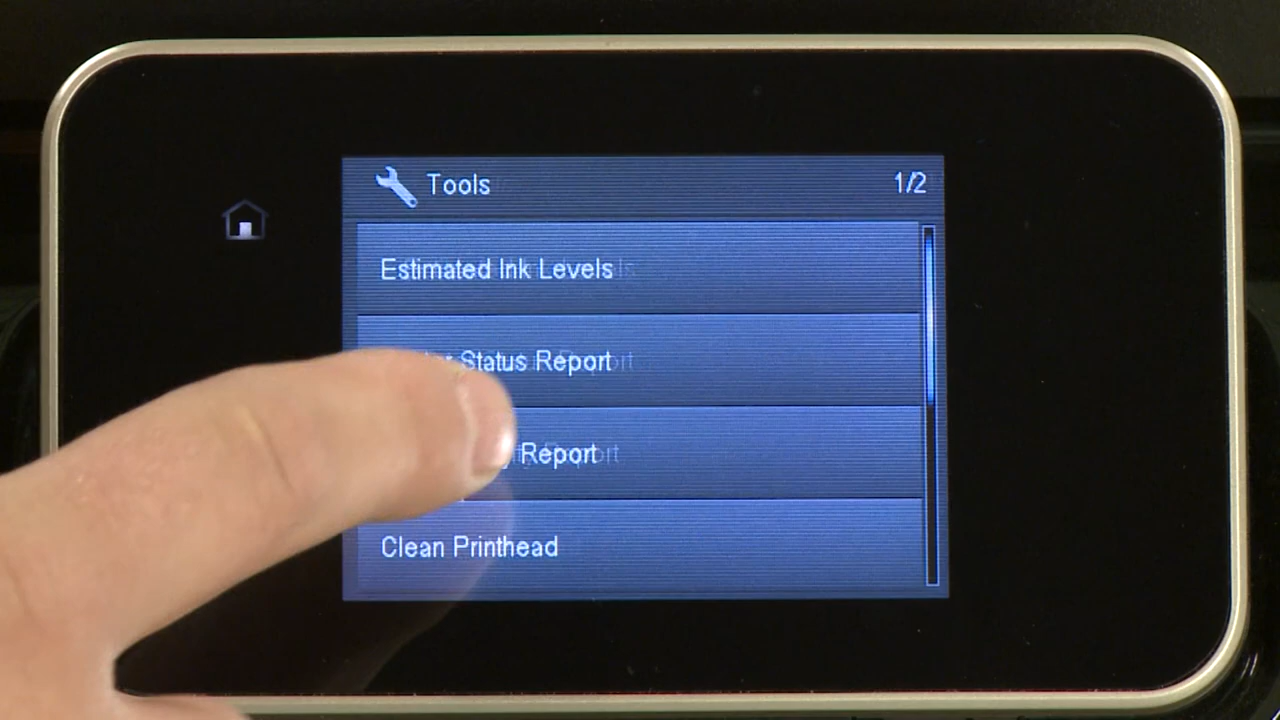 Tools
1/2
Estimated Ink Levels
Status Report
Report
Clean Printhead